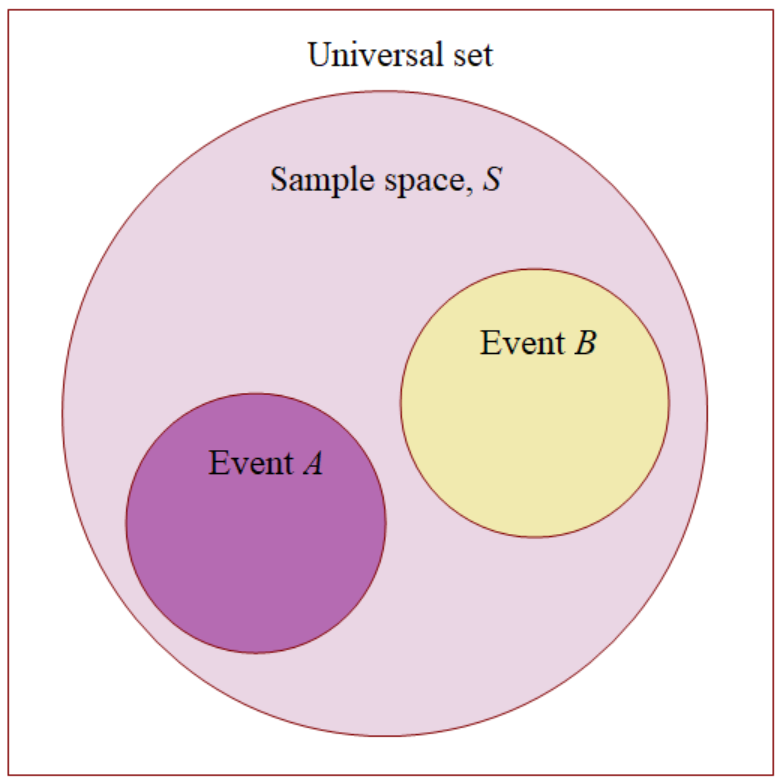 Universal set
Sample space, S
Event B
Event A